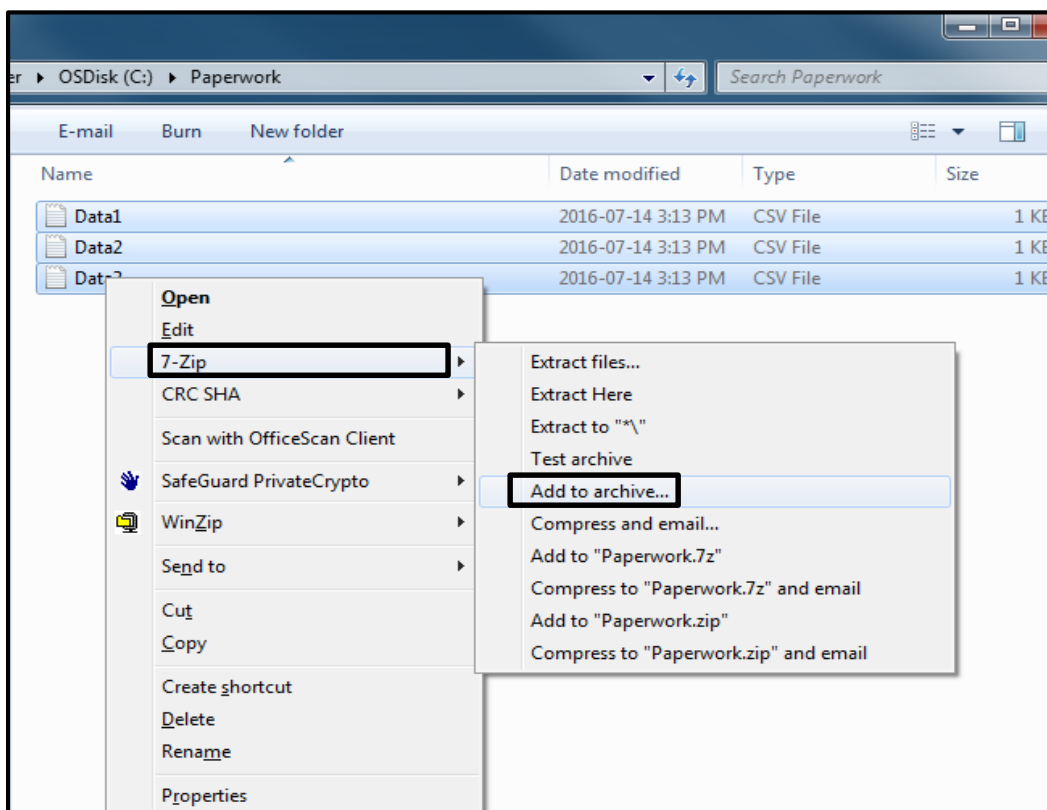 er ▸ OSDisk (C:) ▸ Paperwork
Search Paperwork
E-mail Burn New folder
Name Date modified Type Size
Data1 2016-07-14 3:13 PM CSV File 1 KB
Data2 2016-07-14 3:13 PM CSV File 1 KB
2016-07-14 3:13 PM CSV File 1 KB
Open
Edit
7-Zip
CRC SHA
Scan with OfficeScan Client
SafeGuard PrivateCrypto
WinZip
Send to
Cut
Copy
Create shortcut
Delete
Rename
Properties
Extract files...
Extract Here
Extract to "*\"
Test archive
Add to archive...
Compress and email...
Add to "Paperwork.7z"
Compress to "Paperwork.7z" and email
Add to "Paperwork.zip"
Compress to "Paperwork.zip" and email